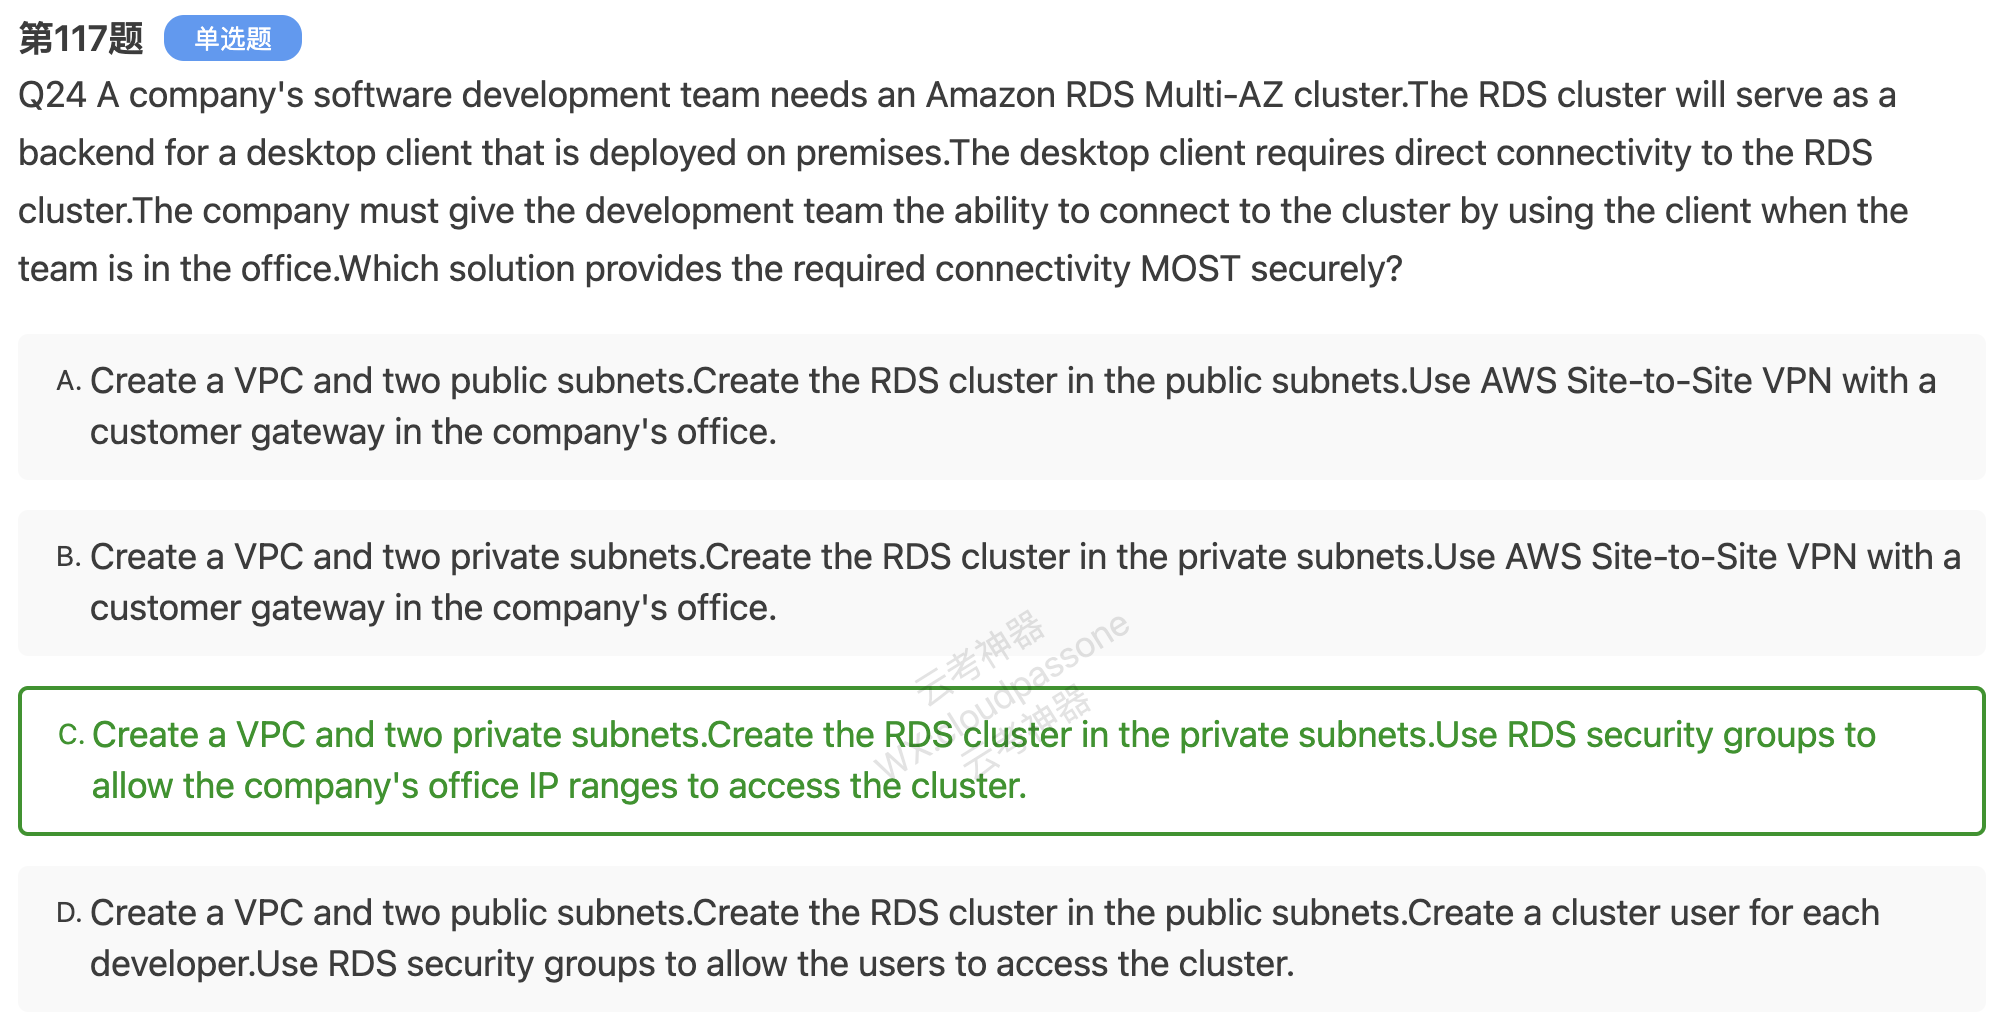 第117题 单选题
Q24 A company's software development team needs an Amazon RDS Multi-AZ cluster.The RDS cluster will serve as a
backend for a desktop client that is deployed on premises.The desktop client requires direct connectivity to the RDS
cluster.The company must give the development team the ability to connect to the cluster by using the client when the
team is in the office.Which solution provides the required connectivity MOST securely?
A. Create a VPC and two public subnets.Create the RDS cluster in the public subnets.Use AWS Site-to-Site VPN with a
customer gateway in the company's office.
B. Create a VPC and two private subnets.Create the RDS cluster in the private subnets.Use AWS Site-to-Site VPN with a
customer gateway in the company's office.
云考神器
WXcloudpassone
云考神器
C. Create a VPC and two private subnets.Create the RDS cluster in the private subnets.Use RDS security groups to
allow the company's office IP ranges to access the cluster.
D. Create a VPC and two public subnets.Create the RDS cluster in the public subnets.Create a cluster user for each
developer.Use RDS security groups to allow the users to access the cluster.